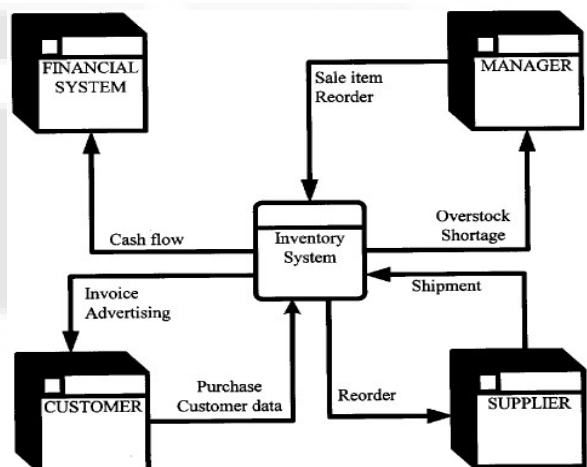 FINANCIAL
SYSTEM
Sale item
Reorder
MANAGER
Cash flow
Inventory
System
Overstock
Shortage
Invoice
Advertising
Shipment
CUSTOMER
Purchase
Customer data
Reorder
SUPPLIER